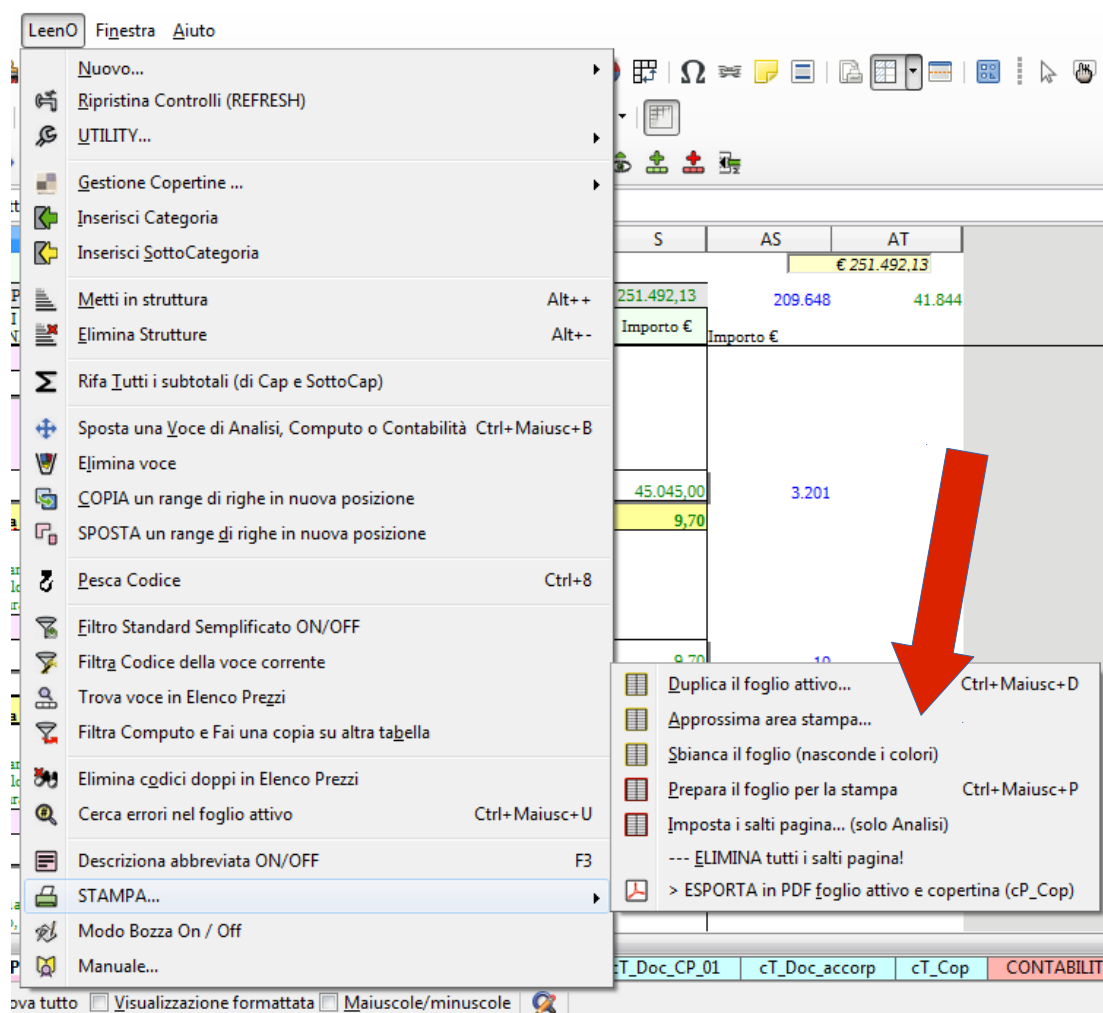 LeenO Finestra Aiuto
Nuovo...
Ripristina Controlli (REFRESH)
UTILITY...
Gestione Copertine ...
Inserisci Categoria
Inserisci SottoCategoria
Metti in struttura Alt++
Elimina Strutture Alt+-
Rifa Tutti i subtotali (di Cap e SottoCap)
Sposta una Voce di Analisi, Computo o Contabilità Ctrl+Maiusc+B
Elimina voce
COPIA un range di righe in nuova posizione
SPOSTA un range di righe in nuova posizione
Pesca Codice Ctrl+8
Filtro Standard Semplificato ON/OFF
Filtra Codice della voce corrente
Trova voce in Elenco Prezzi
Filtra Computo e Fai una copia su altra tabella
Elimina codici doppi in Elenco Prezzi
Cerca errori nel foglio attivo Ctrl+Maiusc+U
Descriziona abbreviata ON/OFF F3
STAMPA...
Modo Bozza On / Off
Manuale...
S AS AT
€ 251.492,13
251.492,13 209.648 41.844
Importo € Importo €
45.045,00 3.201
9,70
9,70 10
Duplica il foglio attivo... Ctrl+Maiusc+D
Approssima area stampa...
Sbianca il foglio (nasconde i colori)
Prepara il foglio per la stampa Ctrl+Maiusc+P
Imposta i salti pagina... (solo Analisi)
--- ELIMINA tutti i salti pagina!
> ESPORTA in PDF foglio attivo e copertina (cP_Cop)
cT_Doc_CP_01 cT_Doc_accorp cT_Cop CONTABILIT
ova tutto Visualizzazione formattata Maiuscole/minuscole